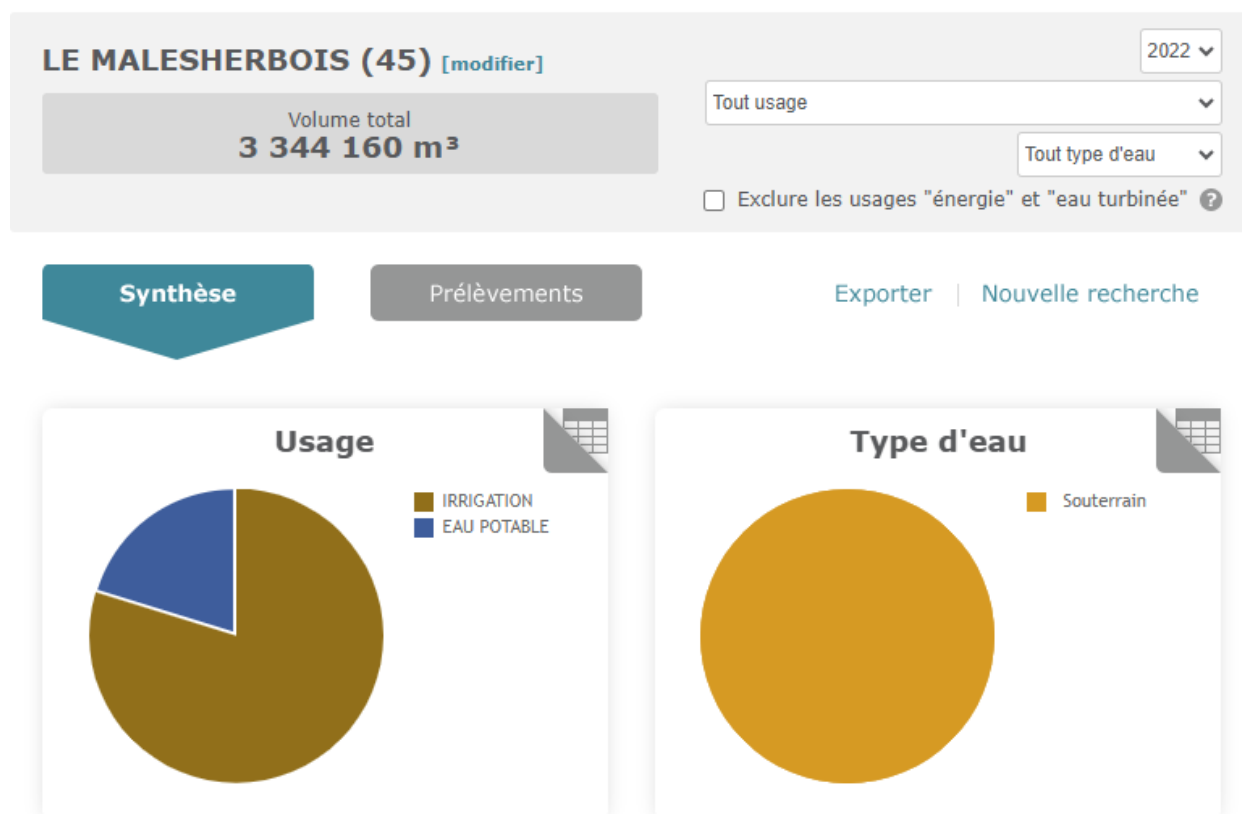 LE MALESHERBOIS (45) [modifier]
2022
Volume total
3 344 160 m³
Tout usage
Tout type d'eau
Exclure les usages "énergie" et "eau turbinée" ?
Synthèse
Prélèvements
Exporter | Nouvelle recherche
Usage
IRRIGATION
EAU POTABLE
Type d'eau
Souterrain